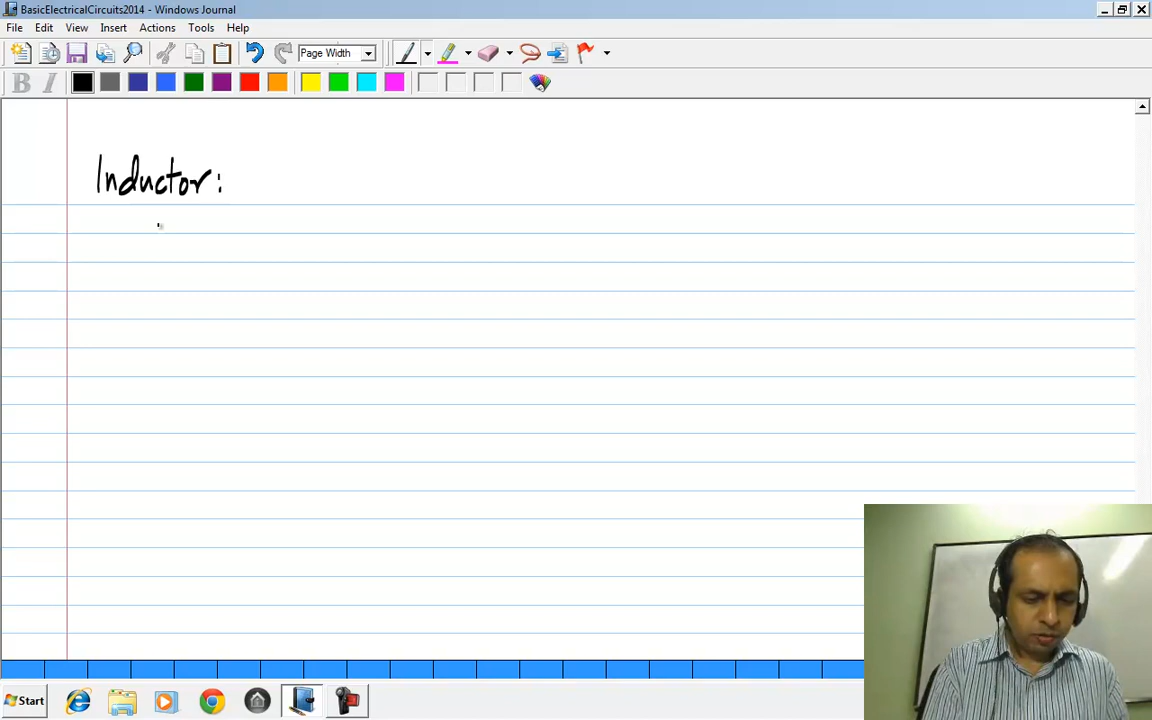 BasicElectricalCircuits2014 - Windows Journal
File Edit View Insert Actions Tools Help
Page Width
B I
Inductor:
Start